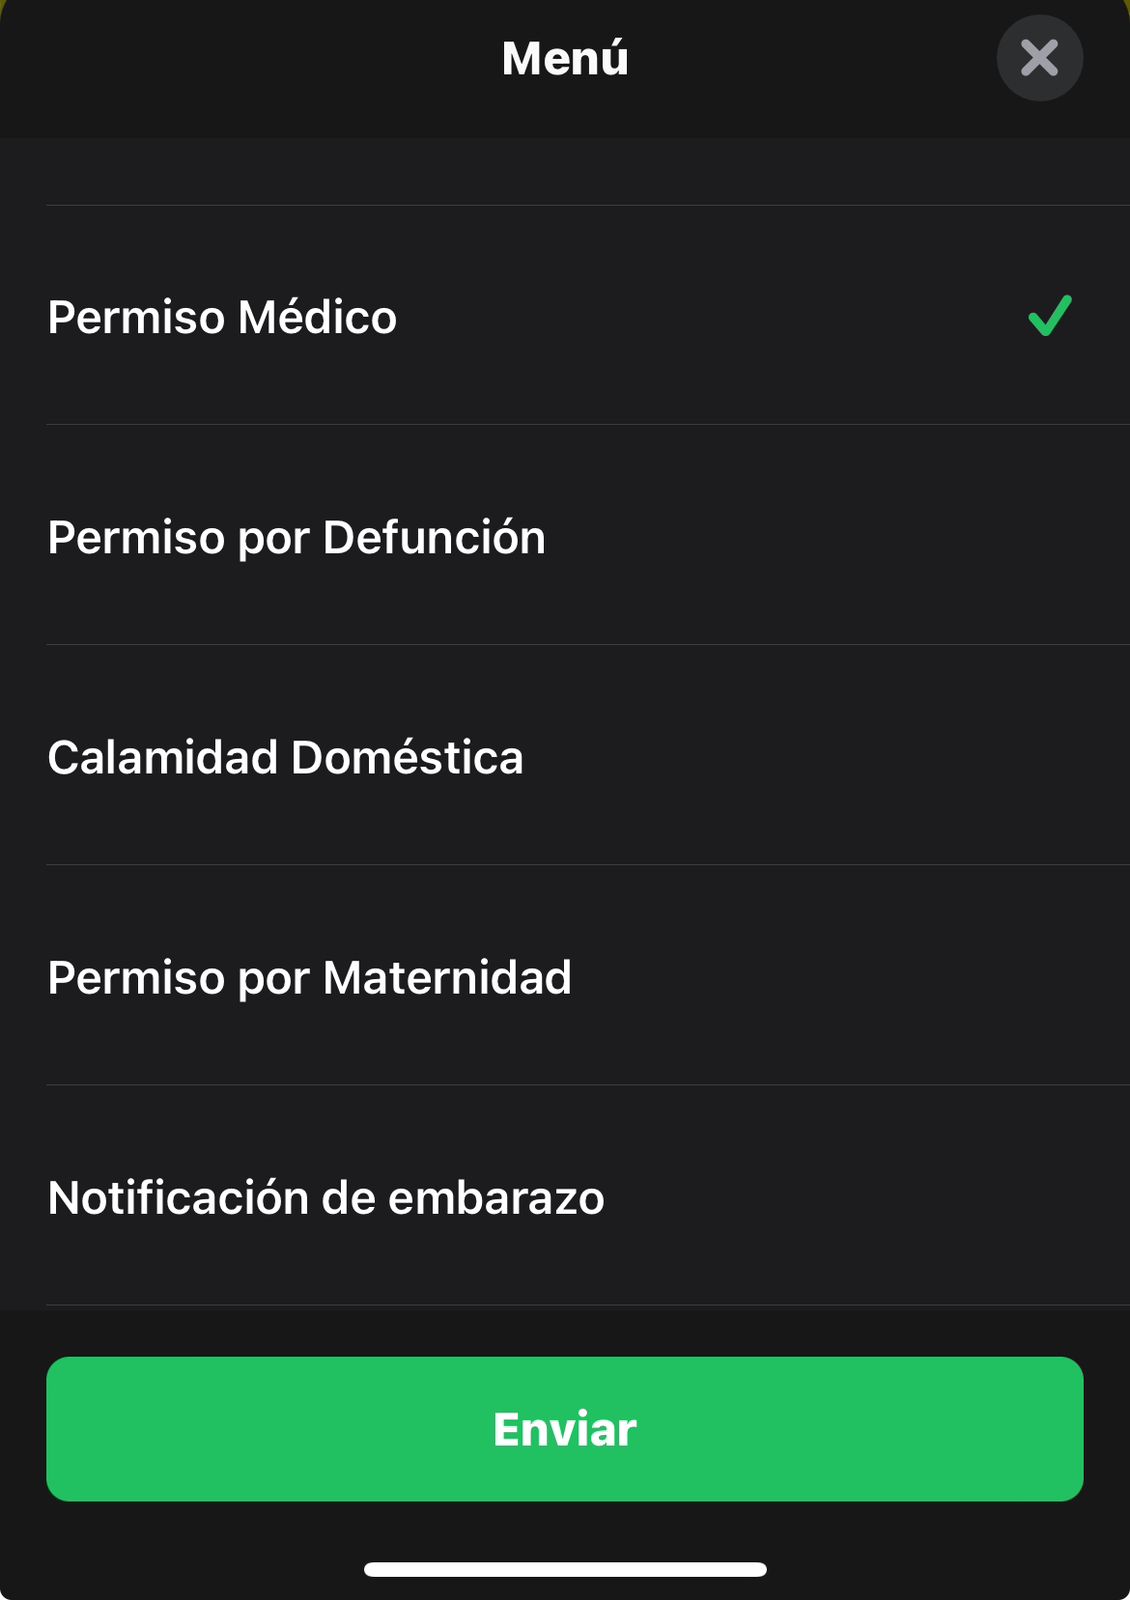 Menú
Permiso Médico
Permiso por Defunción
Calamidad Doméstica
Permiso por Maternidad
Notificación de embarazo
Enviar